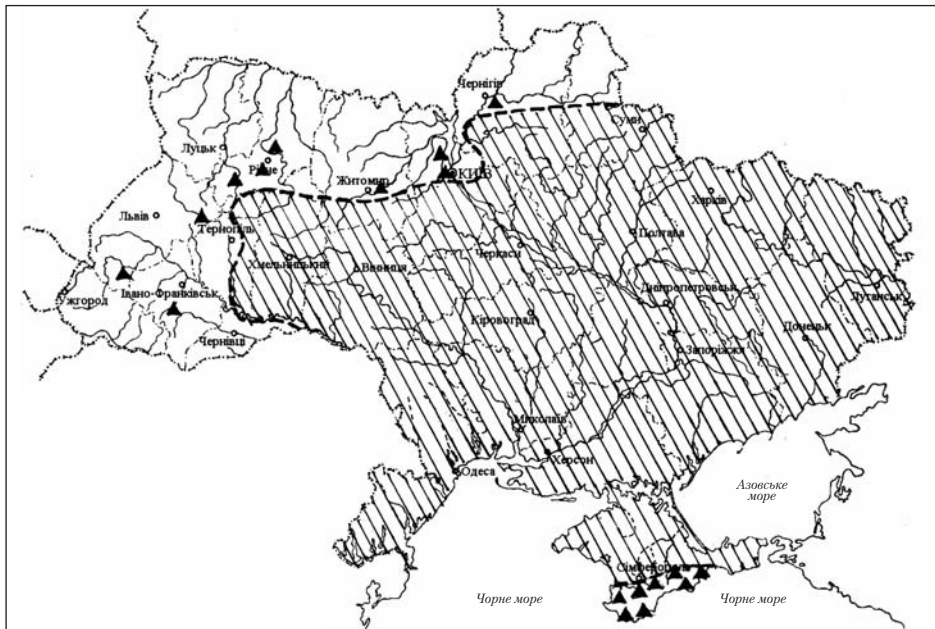 Чернігів
Суми
Луцьк
Рівне
КИЇВ
Житомир
Харків
Львів
Тернопіль
Полтава
Хмельницький
Вінниця
Черкаси
Ужгород
Івано-Франківськ
Дніпропетровськ
Луганськ
Кіровоград
Донецьк
Чернівці
Запоріжжя
Миколаїв
Херсон
Одеса
Азовське
море
Сімферополь
Чорне море
Чорне море